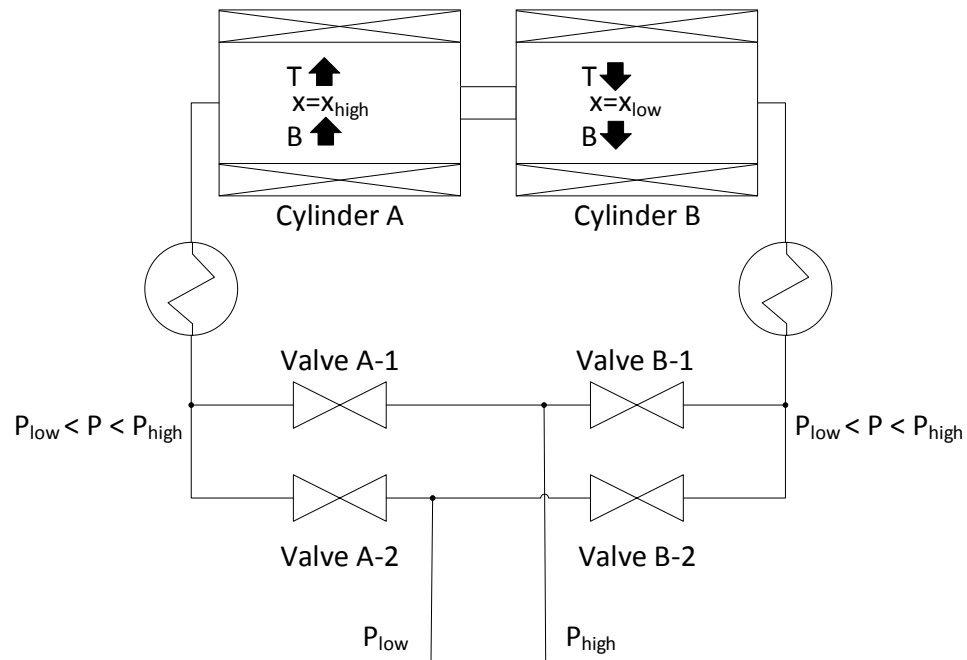 T T
x=x_high x=x_low
B B
Cylinder A Cylinder B
Valve A-1 Valve B-1
P_low < P < P_high P_low < P < P_high
Valve A-2 Valve B-2
P_low P_high